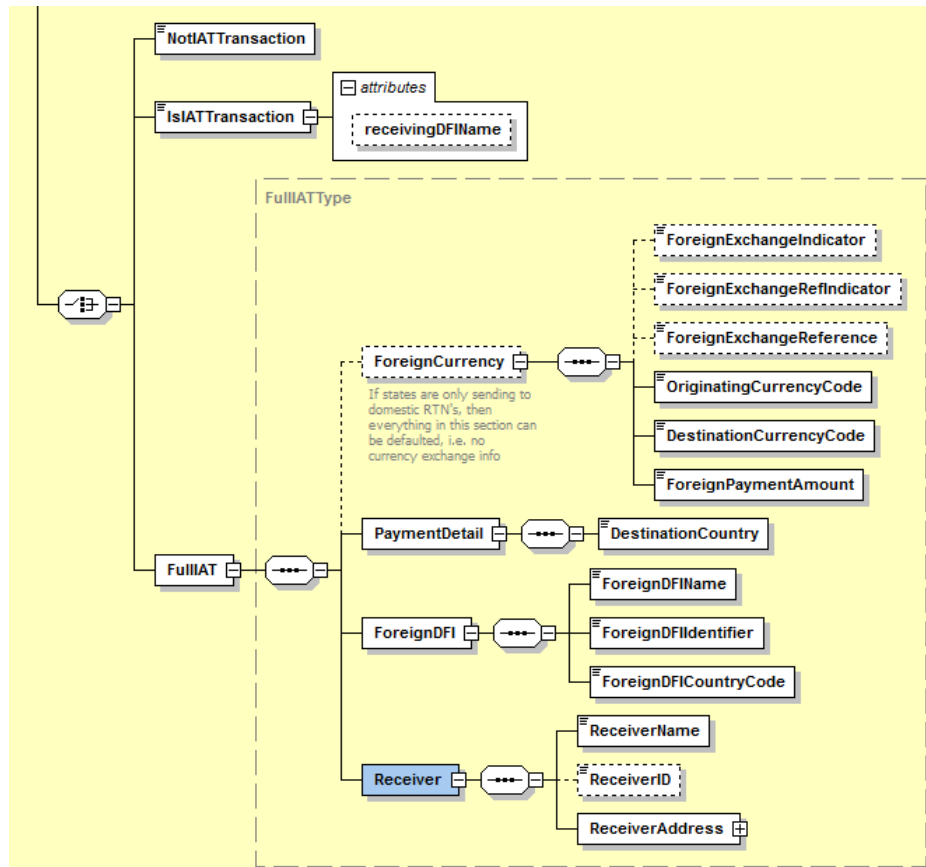 NotIATTransaction
attributes
IsIATTransaction
receivingDFIName
FullIATType
ForeignExchangeIndicator
ForeignExchangeRefIndicator
ForeignExchangeReference
ForeignCurrency
If states are only sending to
domestic RTN's, then
everything in this section can
be defaulted, i.e. no
currency exchange info
OriginatingCurrencyCode
DestinationCurrencyCode
ForeignPaymentAmount
PaymentDetail
DestinationCountry
FullIAT
ForeignDFIName
ForeignDFI
ForeignDFIIdentifier
ForeignDFICountryCode
ReceiverName
Receiver
ReceiverID
ReceiverAddress